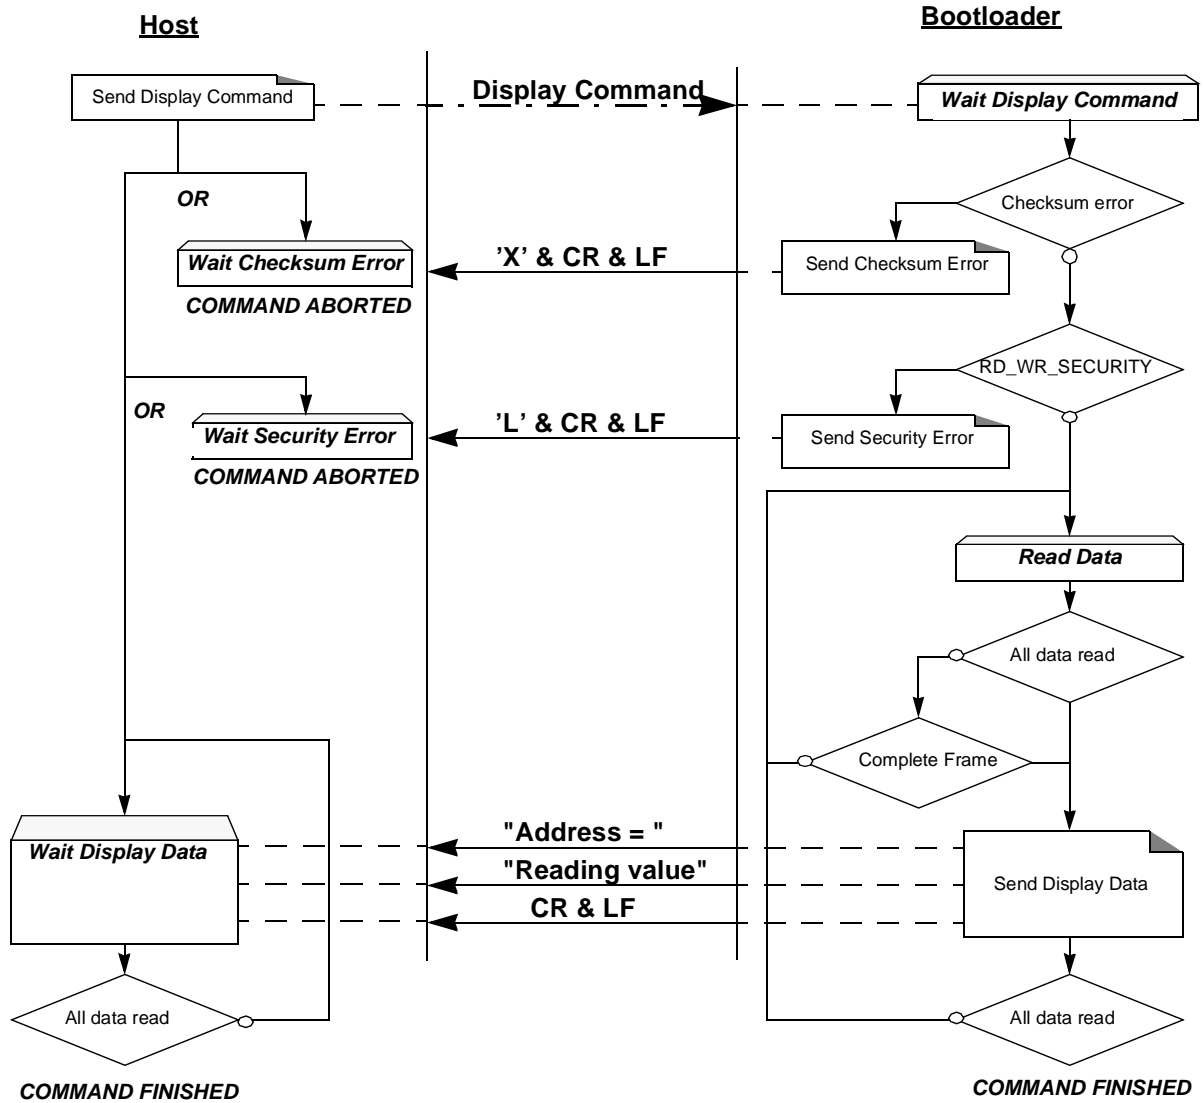 Host
Bootloader
Send Display Command
Display Command
Wait Display Command
OR
Checksum error
Wait Checksum Error
’X’ & CR & LF
Send Checksum Error
COMMAND ABORTED
RD_WR_SECURITY
OR
Wait Security Error
’L’ & CR & LF
Send Security Error
COMMAND ABORTED
Read Data
All data read
Complete Frame
Wait Display Data
"Address = "
"Reading value"
CR & LF
Send Display Data
All data read
All data read
COMMAND FINISHED
COMMAND FINISHED